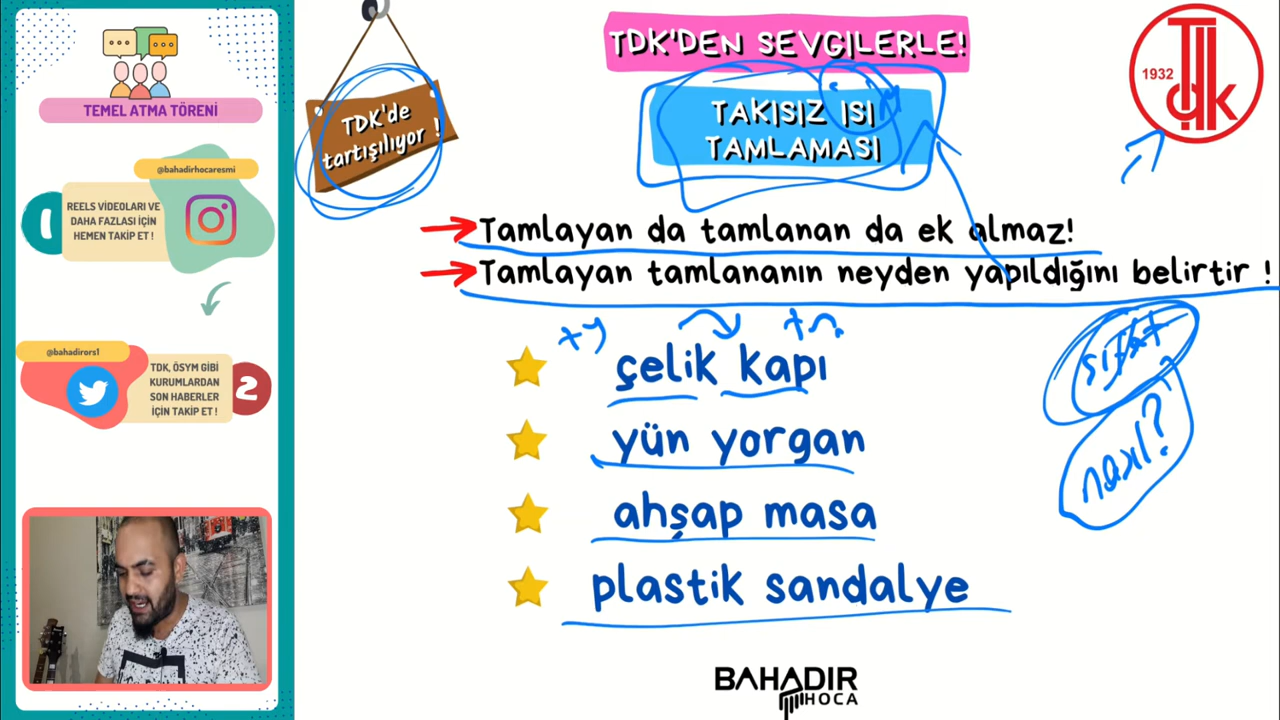 TEMEL ATMA TÖRENİ
@bahadirhocaresmi
1
REELS VİDEOLARI VE
DAHA FAZLASI İÇİN
HEMEN TAKİP ET !
@bahadirors1
TDK, ÖSYM GİBİ
KURUMLARDAN
SON HABERLER
İÇİN TAKİP ET !
2
TDK'de
tartışılıyor !
TDK'DEN SEVGİLERLE!
TAKISIZ ISI
TAMLAMASI
1932
TDK
→ Tamlayan da tamlanan da ek almaz!
→ Tamlayan tamlananın neyden yapıldığını belirtir !
çelik kapı
yün yorgan
ahşap masa
plastik sandalye
sıfat
nasıl?
BAHADIR
HOCA